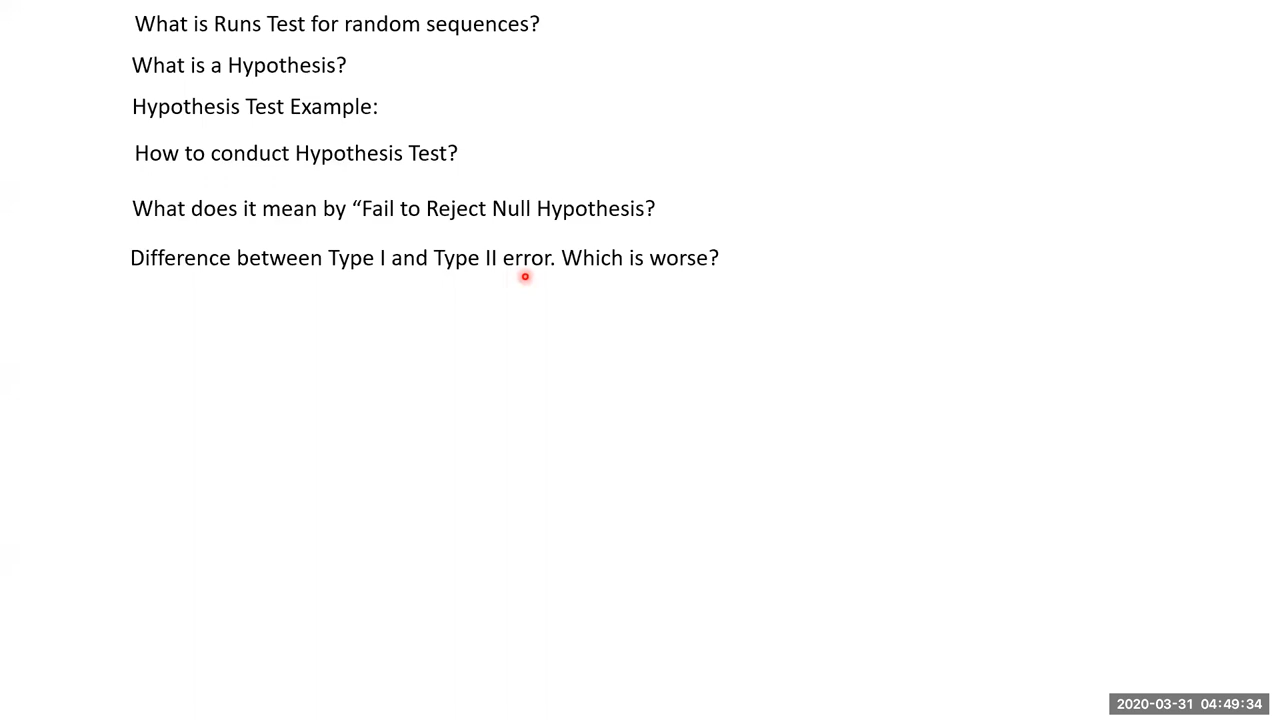 What is Runs Test for random sequences?
What is a Hypothesis?
Hypothesis Test Example:
How to conduct Hypothesis Test?
What does it mean by “Fail to Reject Null Hypothesis?
Difference between Type I and Type II error. Which is worse?
2020-03-31 04:49:34